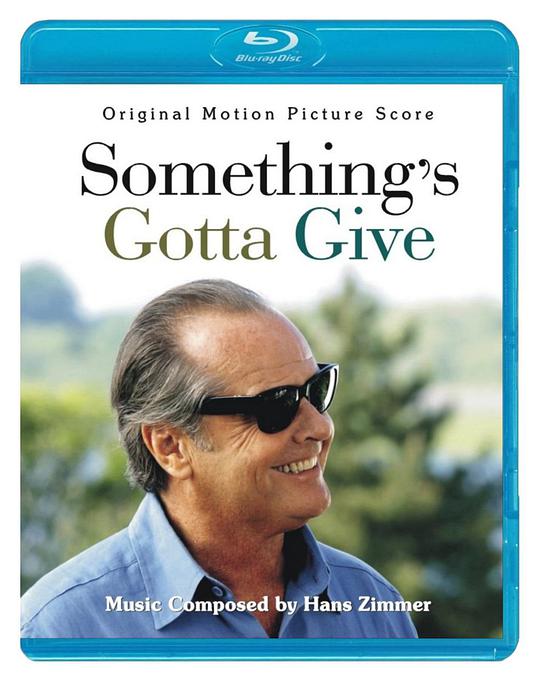 Blu-ray Disc
Original Motion Picture Score
Something's
Gotta Give
Music Composed by Hans Zimmer